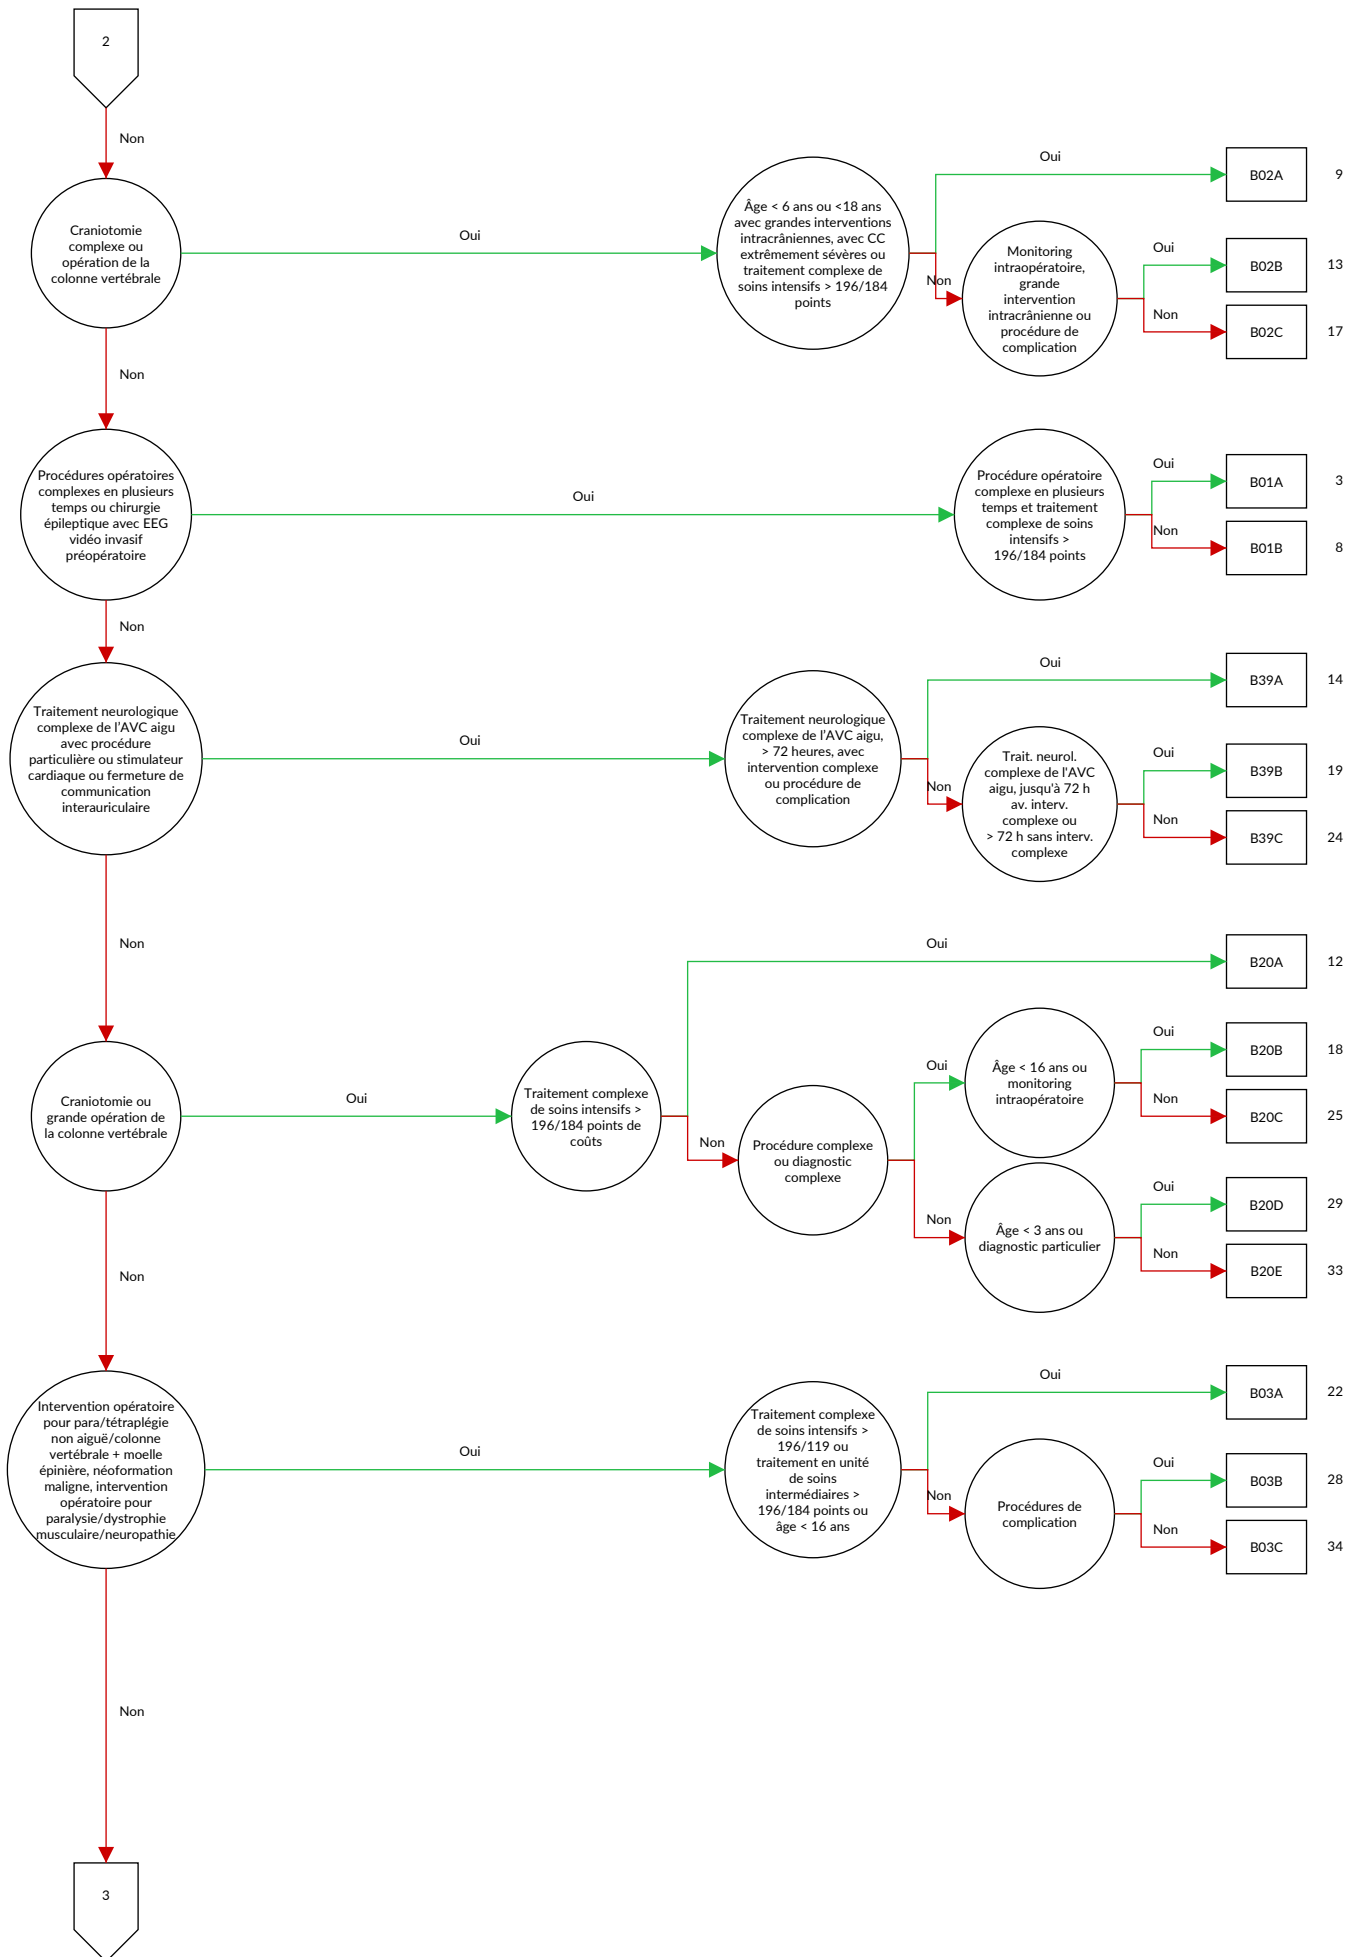 2
Non
Craniotomie
complexe ou
opération de la
colonne vertébrale
Oui
Âge < 6 ans ou <18 ans
avec grandes interventions
intracrâniennes, avec CC
extrêmement sévères ou
traitement complexe de
soins intensifs > 196/184
points
Oui
B02A
9
Non
Monitoring
intraopératoire,
grande
intervention
intracrânienne ou
procédure de
complication
Oui
B02B
13
Non
B02C
17
Non
Procédures opératoires
complexes en plusieurs
temps ou chirurgie
épileptique avec EEG
vidéo invasif
préopératoire
Oui
Procédure opératoire
complexe en plusieurs
temps et traitement
complexe de soins
intensifs >
196/184 points
Oui
B01A
3
Non
B01B
8
Non
Traitement neurologique
complexe de l'AVC aigu
avec procédure
particulière ou stimulateur
cardiaque ou fermeture de
communication
interauriculaire
Oui
Traitement neurologique
complexe de l'AVC aigu,
> 72 heures, avec
intervention complexe
ou procédure de
complication
Oui
B39A
14
Non
Trait. neurol.
complexe de l'AVC
aigu, jusqu'à 72 h
av. interv.
complexe ou
> 72 h sans interv.
complexe
Oui
B39B
19
Non
B39C
24
Non
Craniotomie ou
grande opération de
la colonne vertébrale
Oui
Traitement complexe
de soins intensifs >
196/184 points de
coûts
Oui
B20A
12
Non
Procédure complexe
ou diagnostic
complexe
Oui
Âge < 16 ans ou
monitoring
intraopératoire
Oui
B20B
18
Non
B20C
25
Non
Âge < 3 ans ou
diagnostic particulier
Oui
B20D
29
Non
B20E
33
Non
Intervention opératoire
pour para/tétraplégie
non aiguë/colonne
vertébrale + moelle
épinière, néoformation
maligne, intervention
opératoire pour
paralysie/dystrophie
musculaire/neuropathie
Oui
Traitement complexe
de soins intensifs >
196/119 ou
traitement en unité
de soins
intermédiaires >
196/184 points ou
âge < 16 ans
Oui
B03A
22
Non
Procédures de
complication
Oui
B03B
28
Non
B03C
34
Non
3